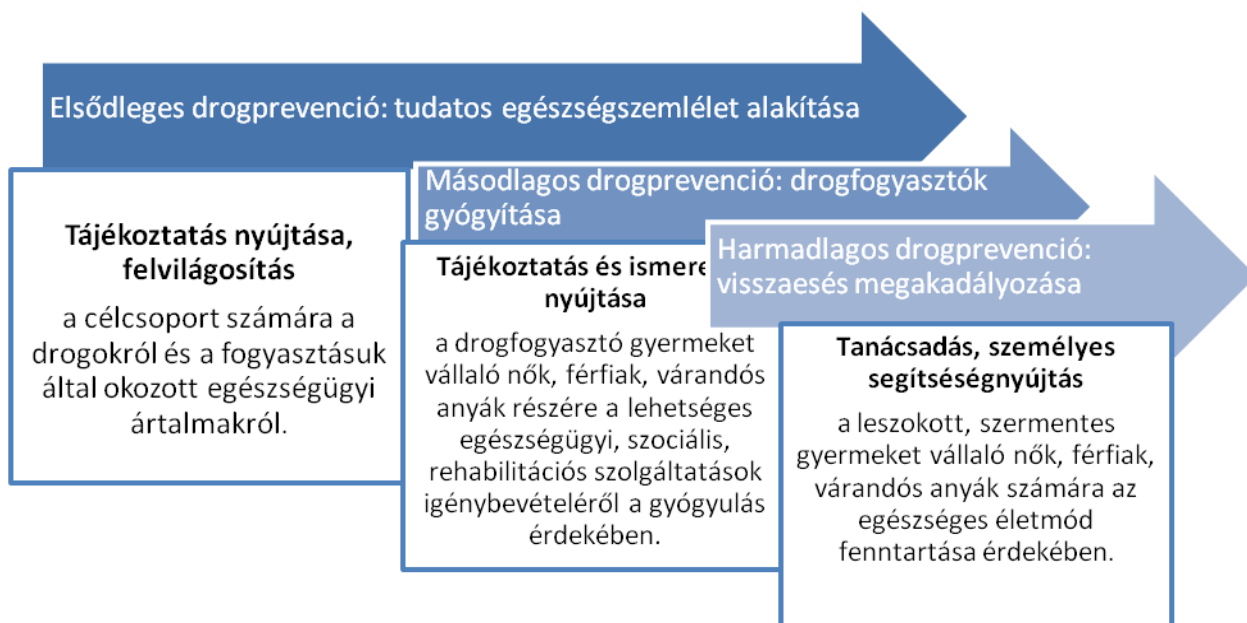 Elsődleges drogprevenció: tudatos egészségszemlélet alakítása
Tájékoztatás nyújtása,
felvilágosítás
a célcsoport számára a
drogokról és a fogyasztásuk
által okozott egészségügyi
ártalmakról.
Másodlagos drogprevenció: drogfogyasztók
gyógyítása
Tájékoztatás és
nyújtása
a drogfogyasztó gyermeket
vállaló nők, férfiak, várandós
anyák részére a lehetséges
egészségügyi, szociális,
rehabilitációs szolgáltatások
igénybevételéről a gyógyulás
érdekében.
Harmadlagos drogprevenció:
visszaesés megakadályozása
Tanácsadás, személyes
segítséségnyújtás
a leszokott, szermentes
gyermeket vállaló nők, férfiak,
várandós anyák számára az
egészséges életmód
fenntartása érdekében.